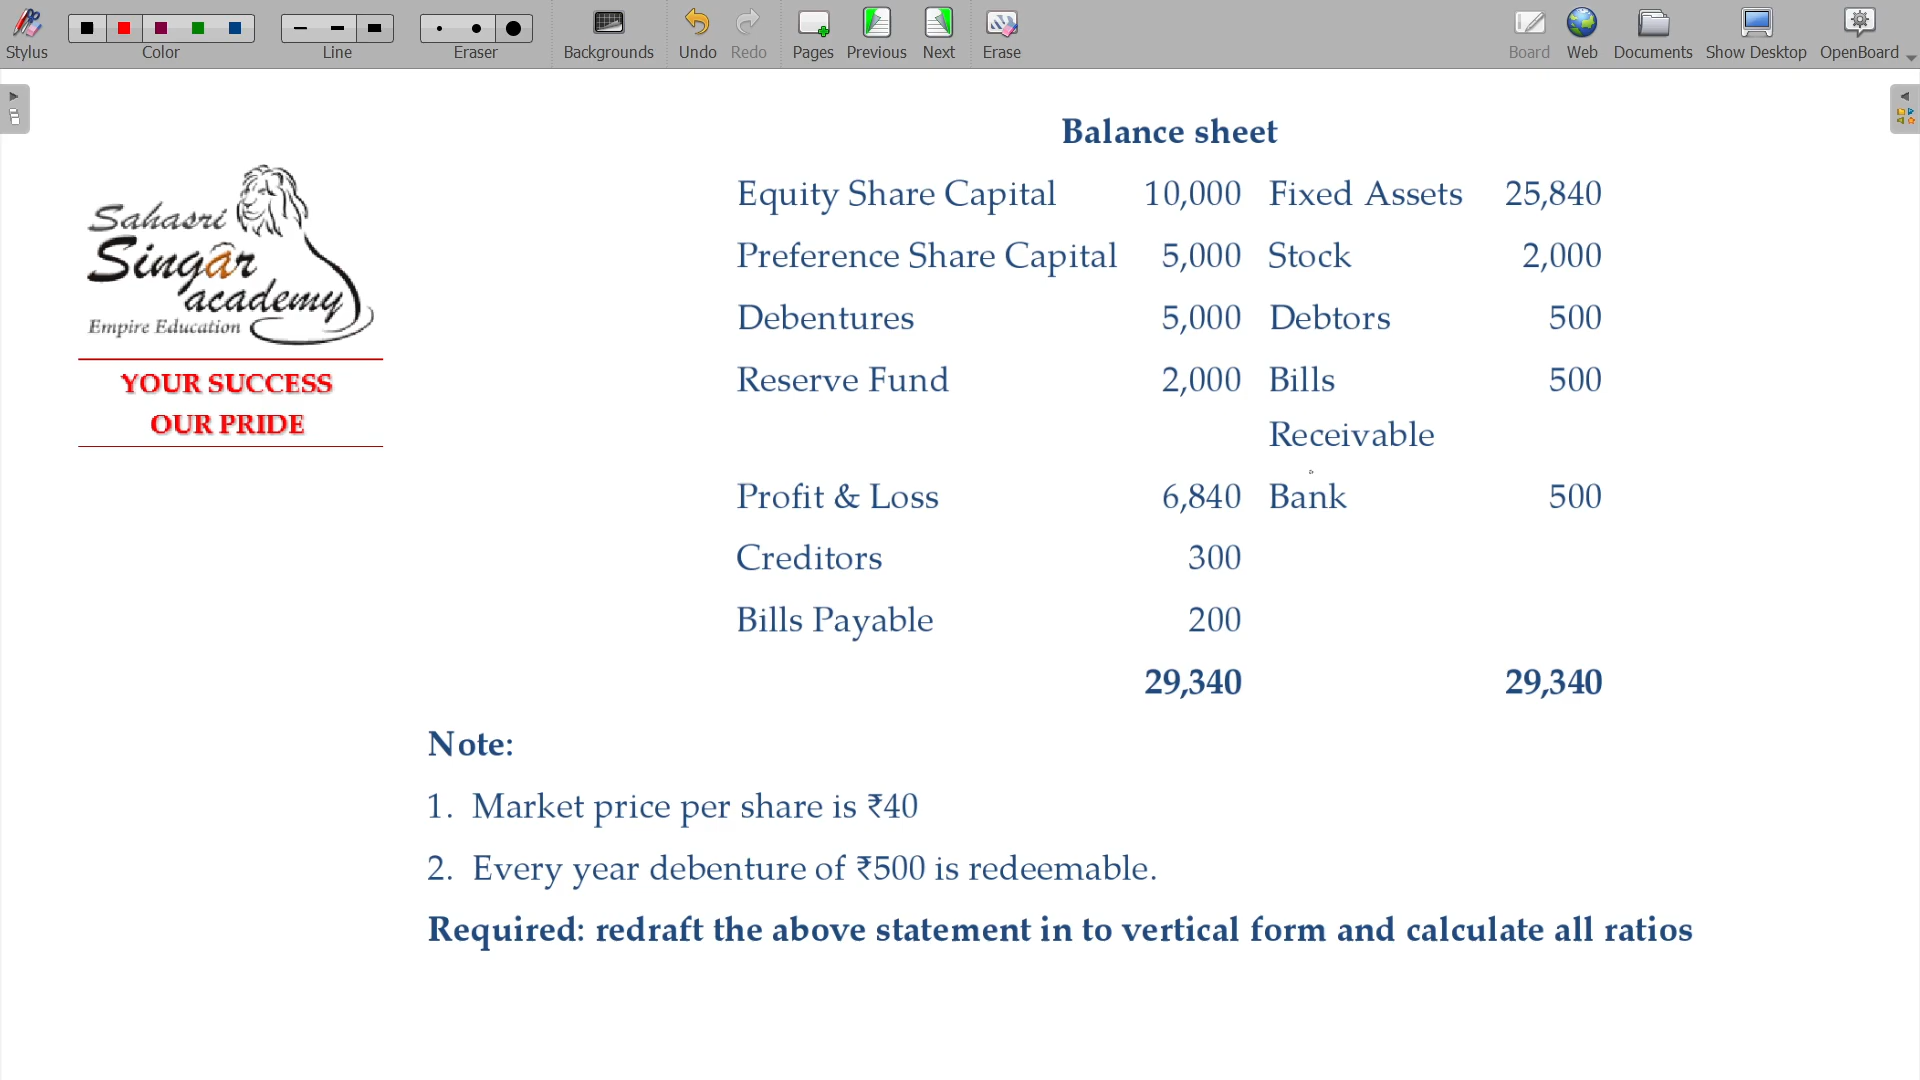 Stylus Color Line Eraser Backgrounds Undo Redo Pages Previous Next Erase Board Web Documents Show Desktop OpenBoard
Sahasri
Singar
academy
Empire Education
YOUR SUCCESS
OUR PRIDE
Balance sheet
Equity Share Capital 10,000 Fixed Assets 25,840
Preference Share Capital 5,000 Stock 2,000
Debentures 5,000 Debtors 500
Reserve Fund 2,000 Bills 500
Receivable
Profit & Loss 6,840 Bank 500
Creditors 300
Bills Payable 200
29,340 29,340
Note:
1. Market price per share is ₹40
2. Every year debenture of ₹500 is redeemable.
Required: redraft the above statement in to vertical form and calculate all ratios